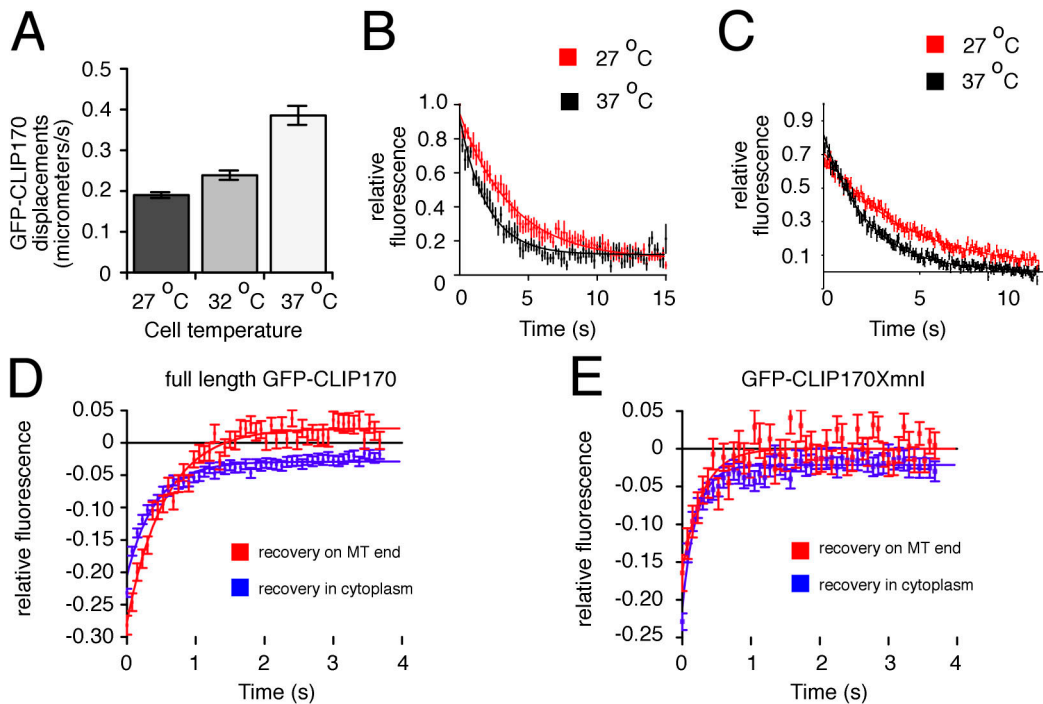 A
GFP-CLIP170
displacements
(micrometers/s)
0.5
0.4
0.3
0.2
0.1
0
27 °C
32 °C
37 °C
Cell temperature
B
27 °C
37 °C
relative
fluorescence
1.0
0.8
0.6
0.4
0.2
0
0
5
10
15
Time (s)
C
27 °C
37 °C
relative
fluorescence
0.9
0.7
0.5
0.3
0.1
0
5
10
Time (s)
D
full length GFP-CLIP170
relative fluorescence
0.05
0
-0.05
-0.10
-0.15
-0.20
-0.25
-0.30
recovery on MT end
recovery in cytoplasm
0
1
2
3
4
Time (s)
E
GFP-CLIP170XmnI
relative fluorescence
0.05
0
-0.05
-0.10
-0.15
-0.20
-0.25
recovery on MT end
recovery in cytoplasm
0
1
2
3
4
Time (s)